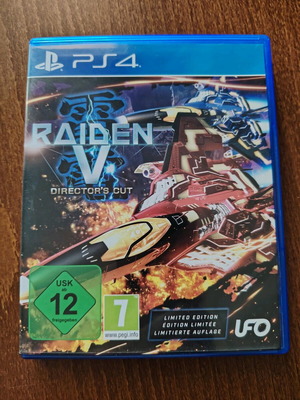 PS4
RAIDEN
V
DIRECTOR'S CUT
USK
ab
12
freigegeben
7
www.pegi.info
LIMITED EDITION
ÉDITION LIMITÉE
LIMITIERTE AUFLAGE
UFO